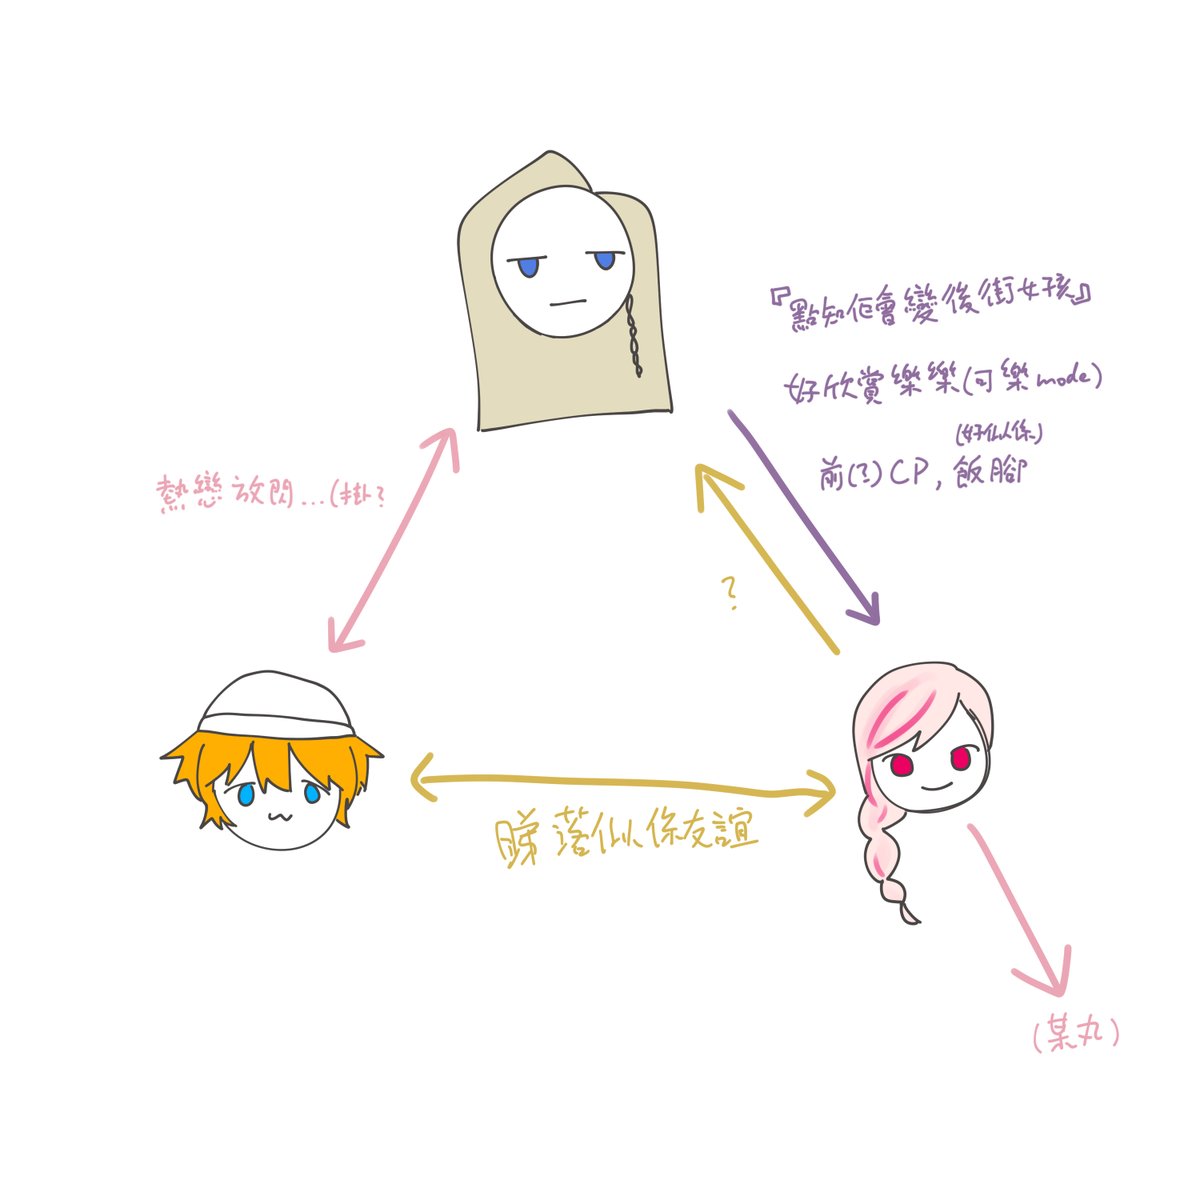 『點知佢會變後街女孩』
好欣賞樂樂(可樂mode)
(好似係)
前(?)CP,飯腳
熱戀放閃...(掛?
?
睇落似係友誼
(某丸)